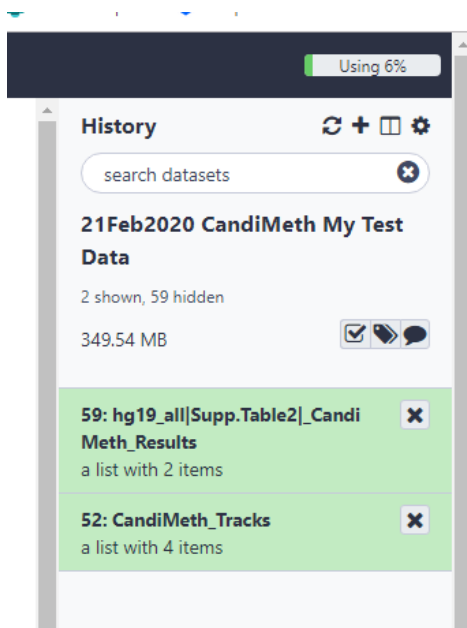 Using 6%
History
search datasets
21Feb2020 CandiMeth My Test
Data
2 shown, 59 hidden
349.54 MB
59: hg19_all|Supp.Table2|_Candi
Meth_Results
a list with 2 items
52: CandiMeth_Tracks
a list with 4 items